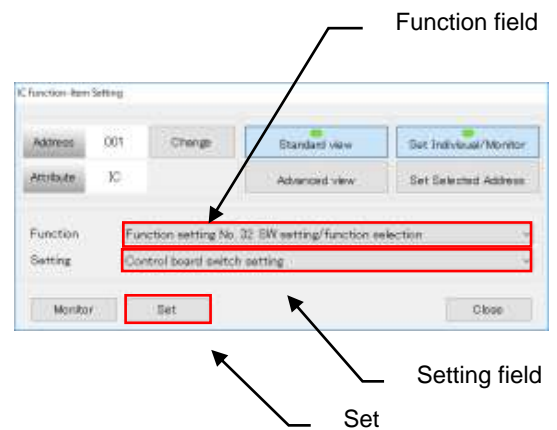 Function field
IC Function-Item Setting
Address 001 Change Standard view Set Individual/Monitor
Attribute IC Advanced view Set Selected Address
Function Function setting No. 32: SW setting/function selection
Setting Control board switch setting
Monitor Set Close
Setting field
Set